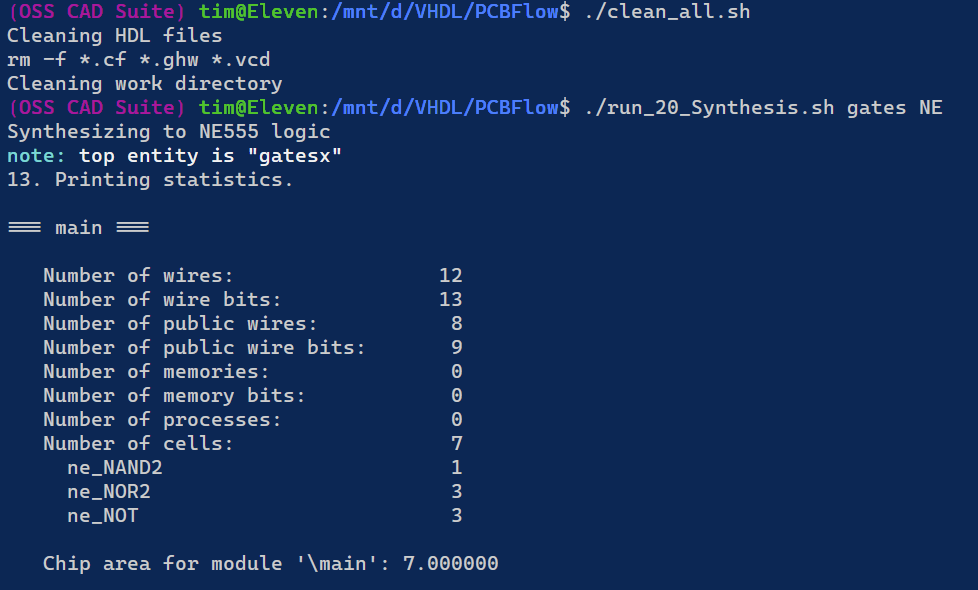 (OSS CAD Suite) tim@Eleven:/mnt/d/VHDL/PCBFlow$ ./clean_all.sh
Cleaning HDL files
rm -f *.cf *.ghw *.vcd
Cleaning work directory
(OSS CAD Suite) tim@Eleven:/mnt/d/VHDL/PCBFlow$ ./run_20_Synthesis.sh gates NE
Synthesizing to NE555 logic
note: top entity is "gatesx"
13. Printing statistics.
=== main ===
Number of wires: 12
Number of wire bits: 13
Number of public wires: 8
Number of public wire bits: 9
Number of memories: 0
Number of memory bits: 0
Number of processes: 0
Number of cells: 7
ne_NAND2 1
ne_NOR2 3
ne_NOT 3
Chip area for module '\main': 7.000000